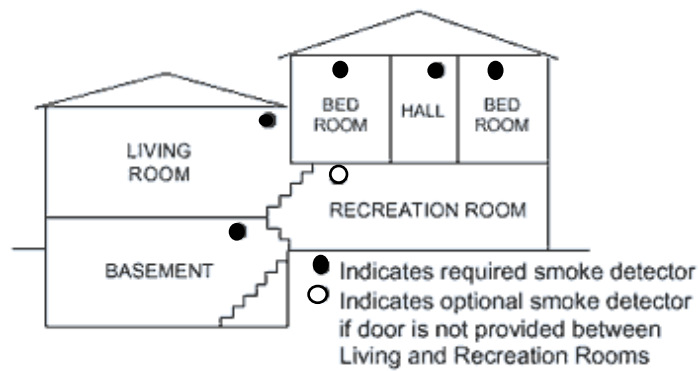 BED
ROOM
HALL
BED
ROOM
LIVING
ROOM
RECREATION ROOM
BASEMENT
Indicates required smoke detector
Indicates optional smoke detector
if door is not provided between
Living and Recreation Rooms